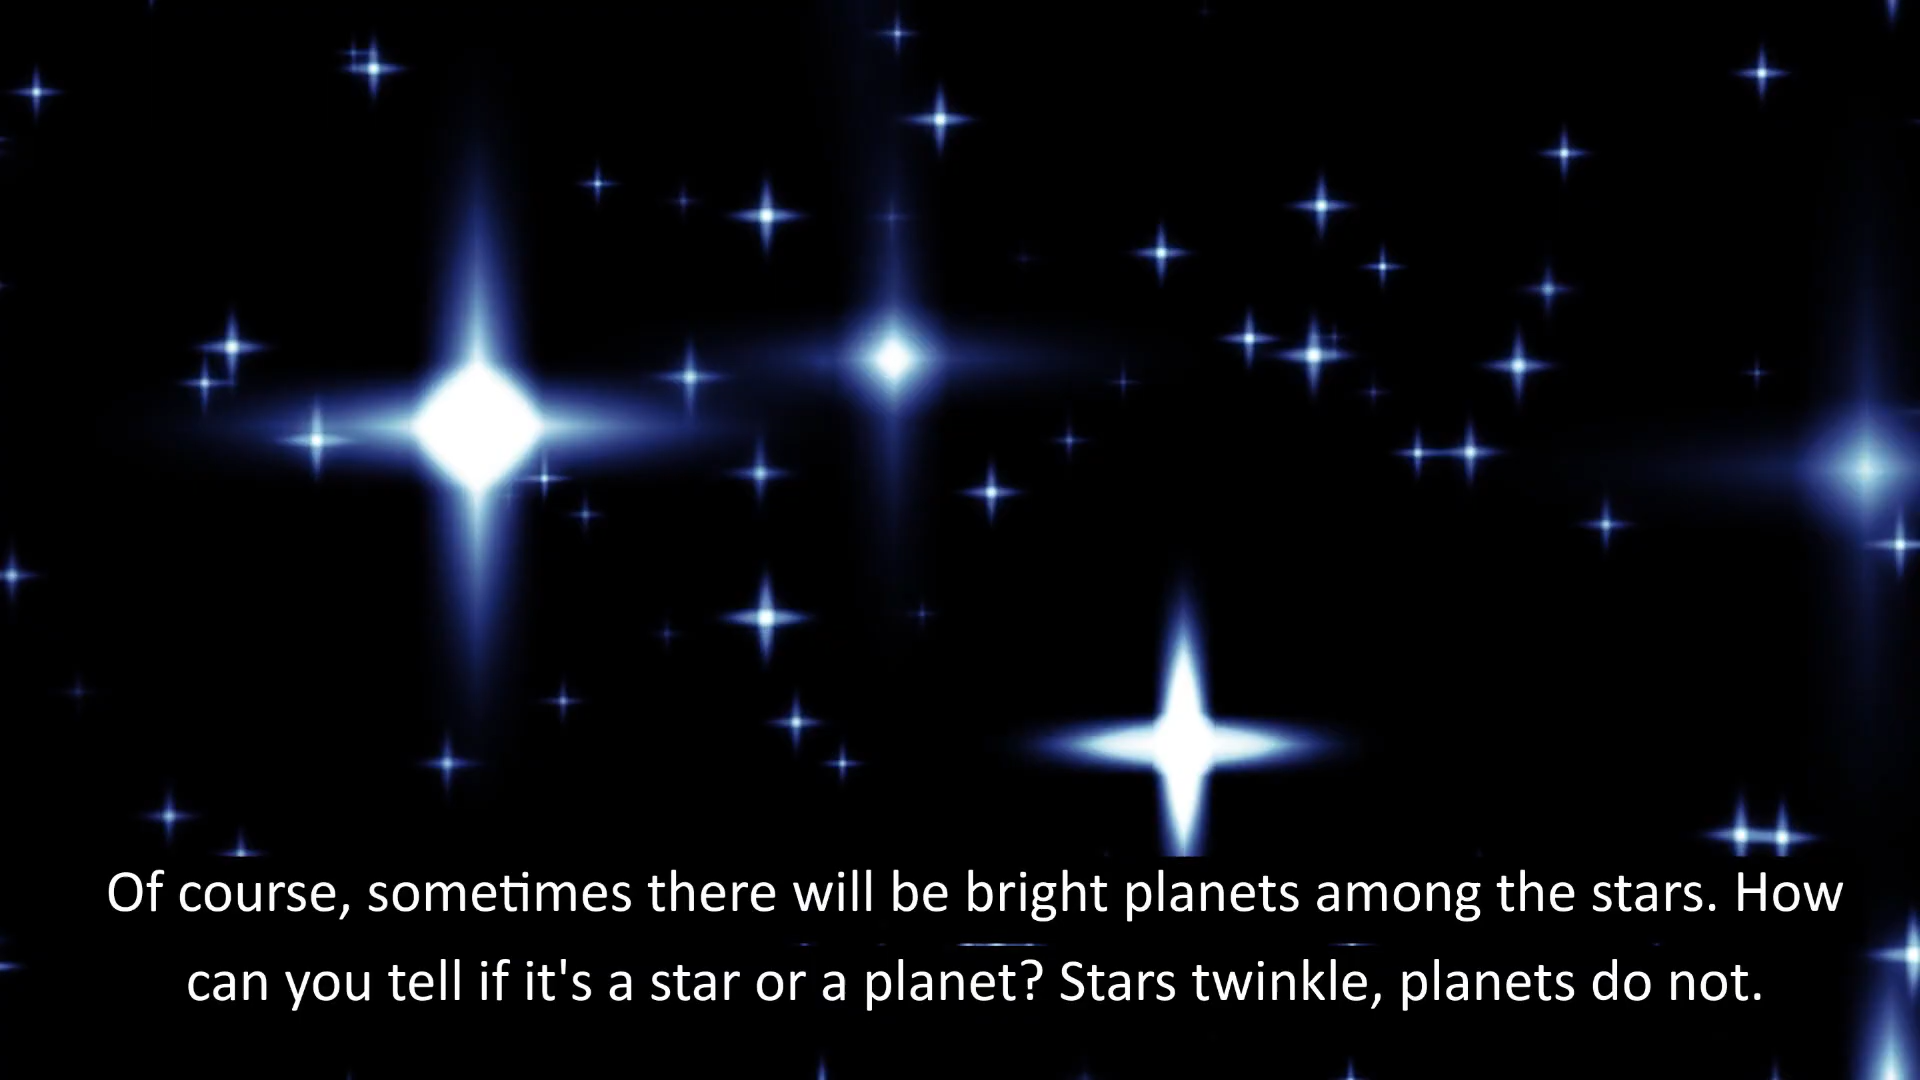 Of course, sometimes there will be bright planets among the stars. How
can you tell if it's a star or a planet? Stars twinkle, planets do not.